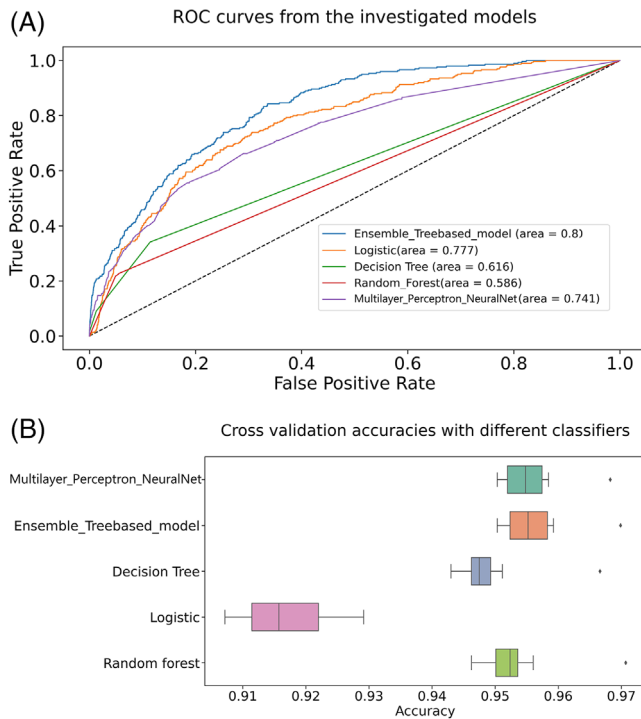 (A)
ROC curves from the investigated models
True Positive Rate
1.0
0.8
0.6
0.4
0.2
0.0
Ensemble_Treebased_model (area = 0.8)
Logistic(area = 0.777)
Decision Tree (area = 0.616)
Random_Forest(area = 0.586)
Multilayer_Perceptron_NeuralNet(area = 0.741)
0.0 0.2 0.4 0.6 0.8 1.0
False Positive Rate
(B)
Cross validation accuracies with different classifiers
Multilayer_Perceptron_NeuralNet
Ensemble_Treebased_model
Decision Tree
Logistic
Random forest
0.91 0.92 0.93 0.94 0.95 0.96 0.97
Accuracy